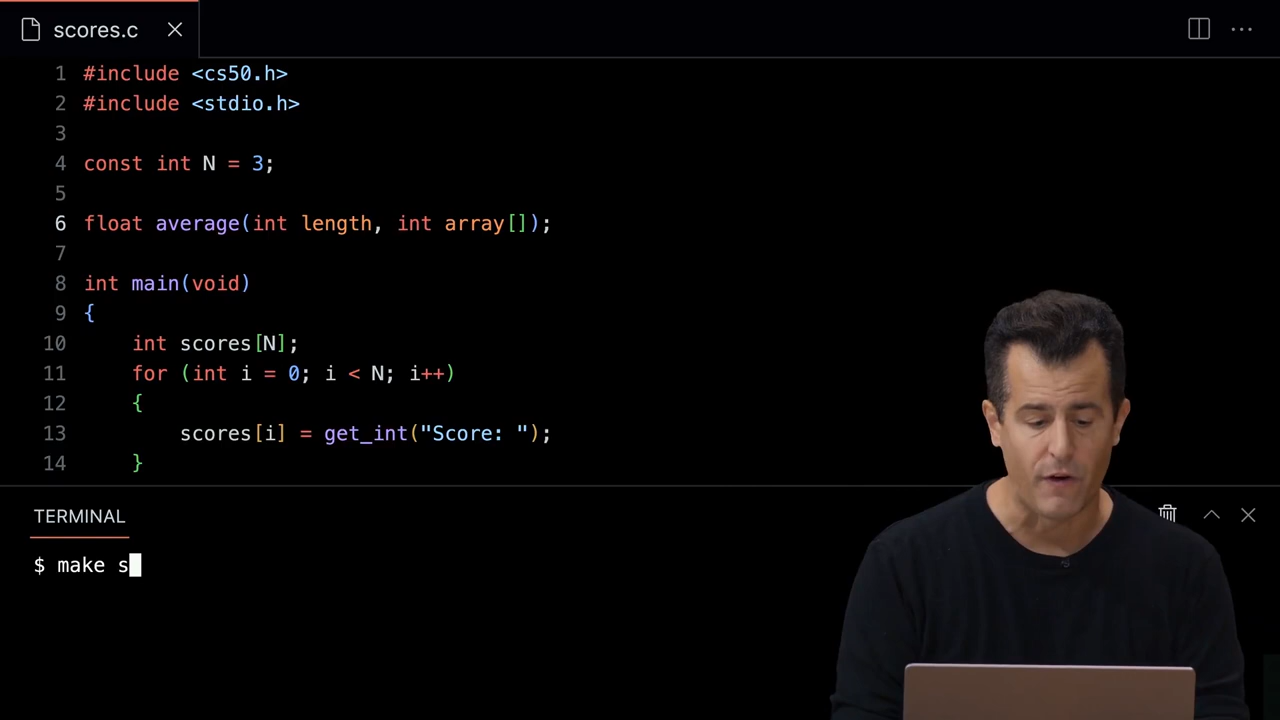 scores.c
1 #include <cs50.h>
2 #include <stdio.h>
3
4 const int N = 3;
5
6 float average(int length, int array[]);
7
8 int main(void)
9 {
10     int scores[N];
11     for (int i = 0; i < N; i++)
12     {
13         scores[i] = get_int("Score: ");
14     }
TERMINAL
$ make s